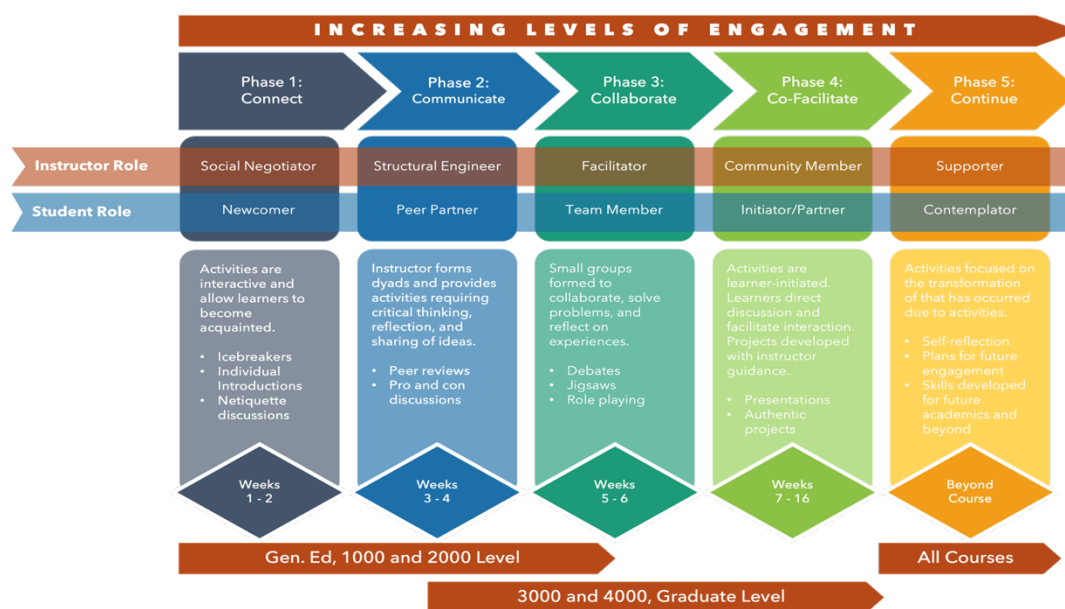 INCREASING LEVELS OF ENGAGEMENT
Phase 1:
Connect
Phase 2:
Communicate
Phase 3:
Collaborate
Phase 4:
Co-Facilitate
Phase 5:
Continue
Instructor Role
Social Negotiator
Structural Engineer
Facilitator
Community Member
Supporter
Student Role
Newcomer
Peer Partner
Team Member
Initiator/Partner
Contemplator
Activities are
interactive and
allow learners to
become
acquainted.
• Icebreakers
• Individual
Introductions
• Netiquette
discussions
Instructor forms
dyads and provides
activities requiring
critical thinking,
reflection, and
sharing of ideas.
• Peer reviews
• Pro and con
discussions
Small groups
formed to
collaborate, solve
problems, and
reflect on
experiences.
• Debates
• Jigsaws
• Role playing
Activities are
learner-initiated.
Learners direct
discussion and
facilitate interaction.
Projects developed
with instructor
guidance.
• Presentations
• Authentic
projects
Activities focused on
the transformation
of that has occurred
due to activities.
• Self-reflection
• Plans for future
engagement
• Skills developed
for future
academics and
beyond
Weeks
1 - 2
Weeks
3 - 4
Weeks
5 - 6
Weeks
7 - 16
Beyond
Course
Gen. Ed, 1000 and 2000 Level
All Courses
3000 and 4000, Graduate Level